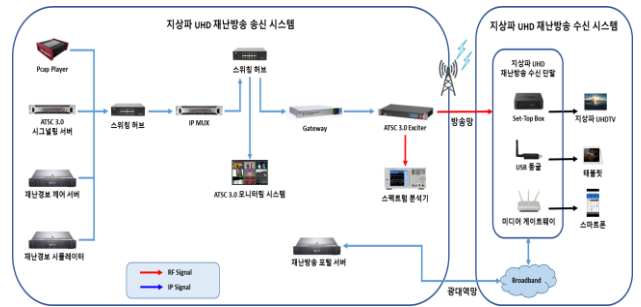 지상파 UHD 재난방송 송신 시스템
지상파 UHD 재난방송 수신 시스템
Pcap Player
ATSC 3.0
시그널링 서버
재난경보 제어 서버
재난경보 시뮬레이터
스위칭 허브
IP MUX
스위칭 허브
ATSC 3.0 모니터링 시스템
Gateway
ATSC 3.0 Exciter
스펙트럼 분석기
방송망
지상파 UHD
재난방송 수신 단말
Set-Top Box
지상파 UHDTV
USB 동글
태블릿
미디어 게이트웨이
스마트폰
RF Signal
IP Signal
재난방송 포털 서버
광대역망
Broadband